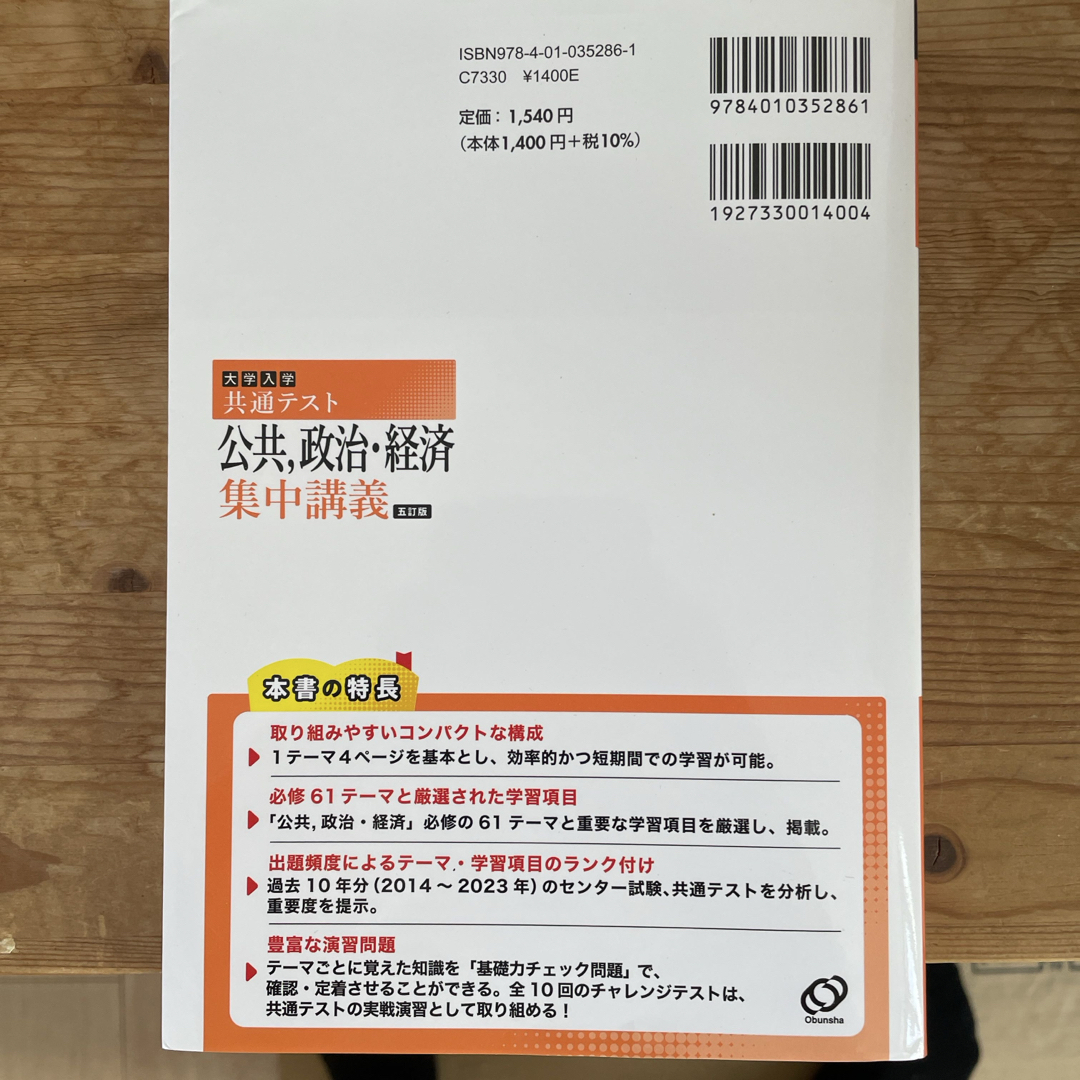 ISBN978-4-01-035286-1
C7330 ¥1400E
定価：1,540円
（本体1,400円＋税10%）
9784010352861
1927330014004
大学入学
共通テスト
公共,政治・経済
集中講義 五訂版
本書の特長
取り組みやすいコンパクトな構成
1テーマ4ページを基本とし、効率的かつ短期間での学習が可能。
必修61テーマと厳選された学習項目
「公共,政治・経済」必修の61テーマと重要な学習項目を厳選し、掲載。
出題頻度によるテーマ・学習項目のランク付け
過去10年分（2014～2023年）のセンター試験、共通テストを分析し、
重要度を提示。
豊富な演習問題
テーマごとに覚えた知識を「基礎力チェック問題」で、
確認・定着させることができる。全10回のチャレンジテストは、
共通テストの実戦演習として取り組める！
Obunsha